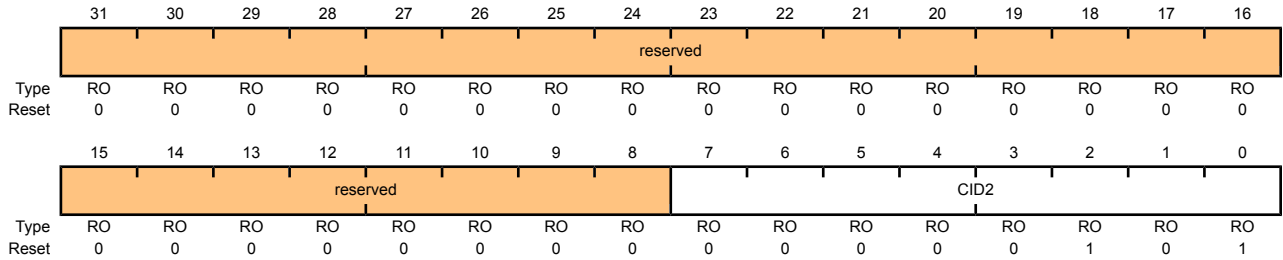 31 30 29 28 27 26 25 24 23 22 21 20 19 18 17 16
reserved
Type RO RO RO RO RO RO RO RO RO RO RO RO RO RO RO RO
Reset 0 0 0 0 0 0 0 0 0 0 0 0 0 0 0 0
15 14 13 12 11 10 9 8 7 6 5 4 3 2 1 0
reserved CID2
Type RO RO RO RO RO RO RO RO RO RO RO RO RO RO RO RO
Reset 0 0 0 0 0 0 0 0 0 0 0 0 0 1 0 1